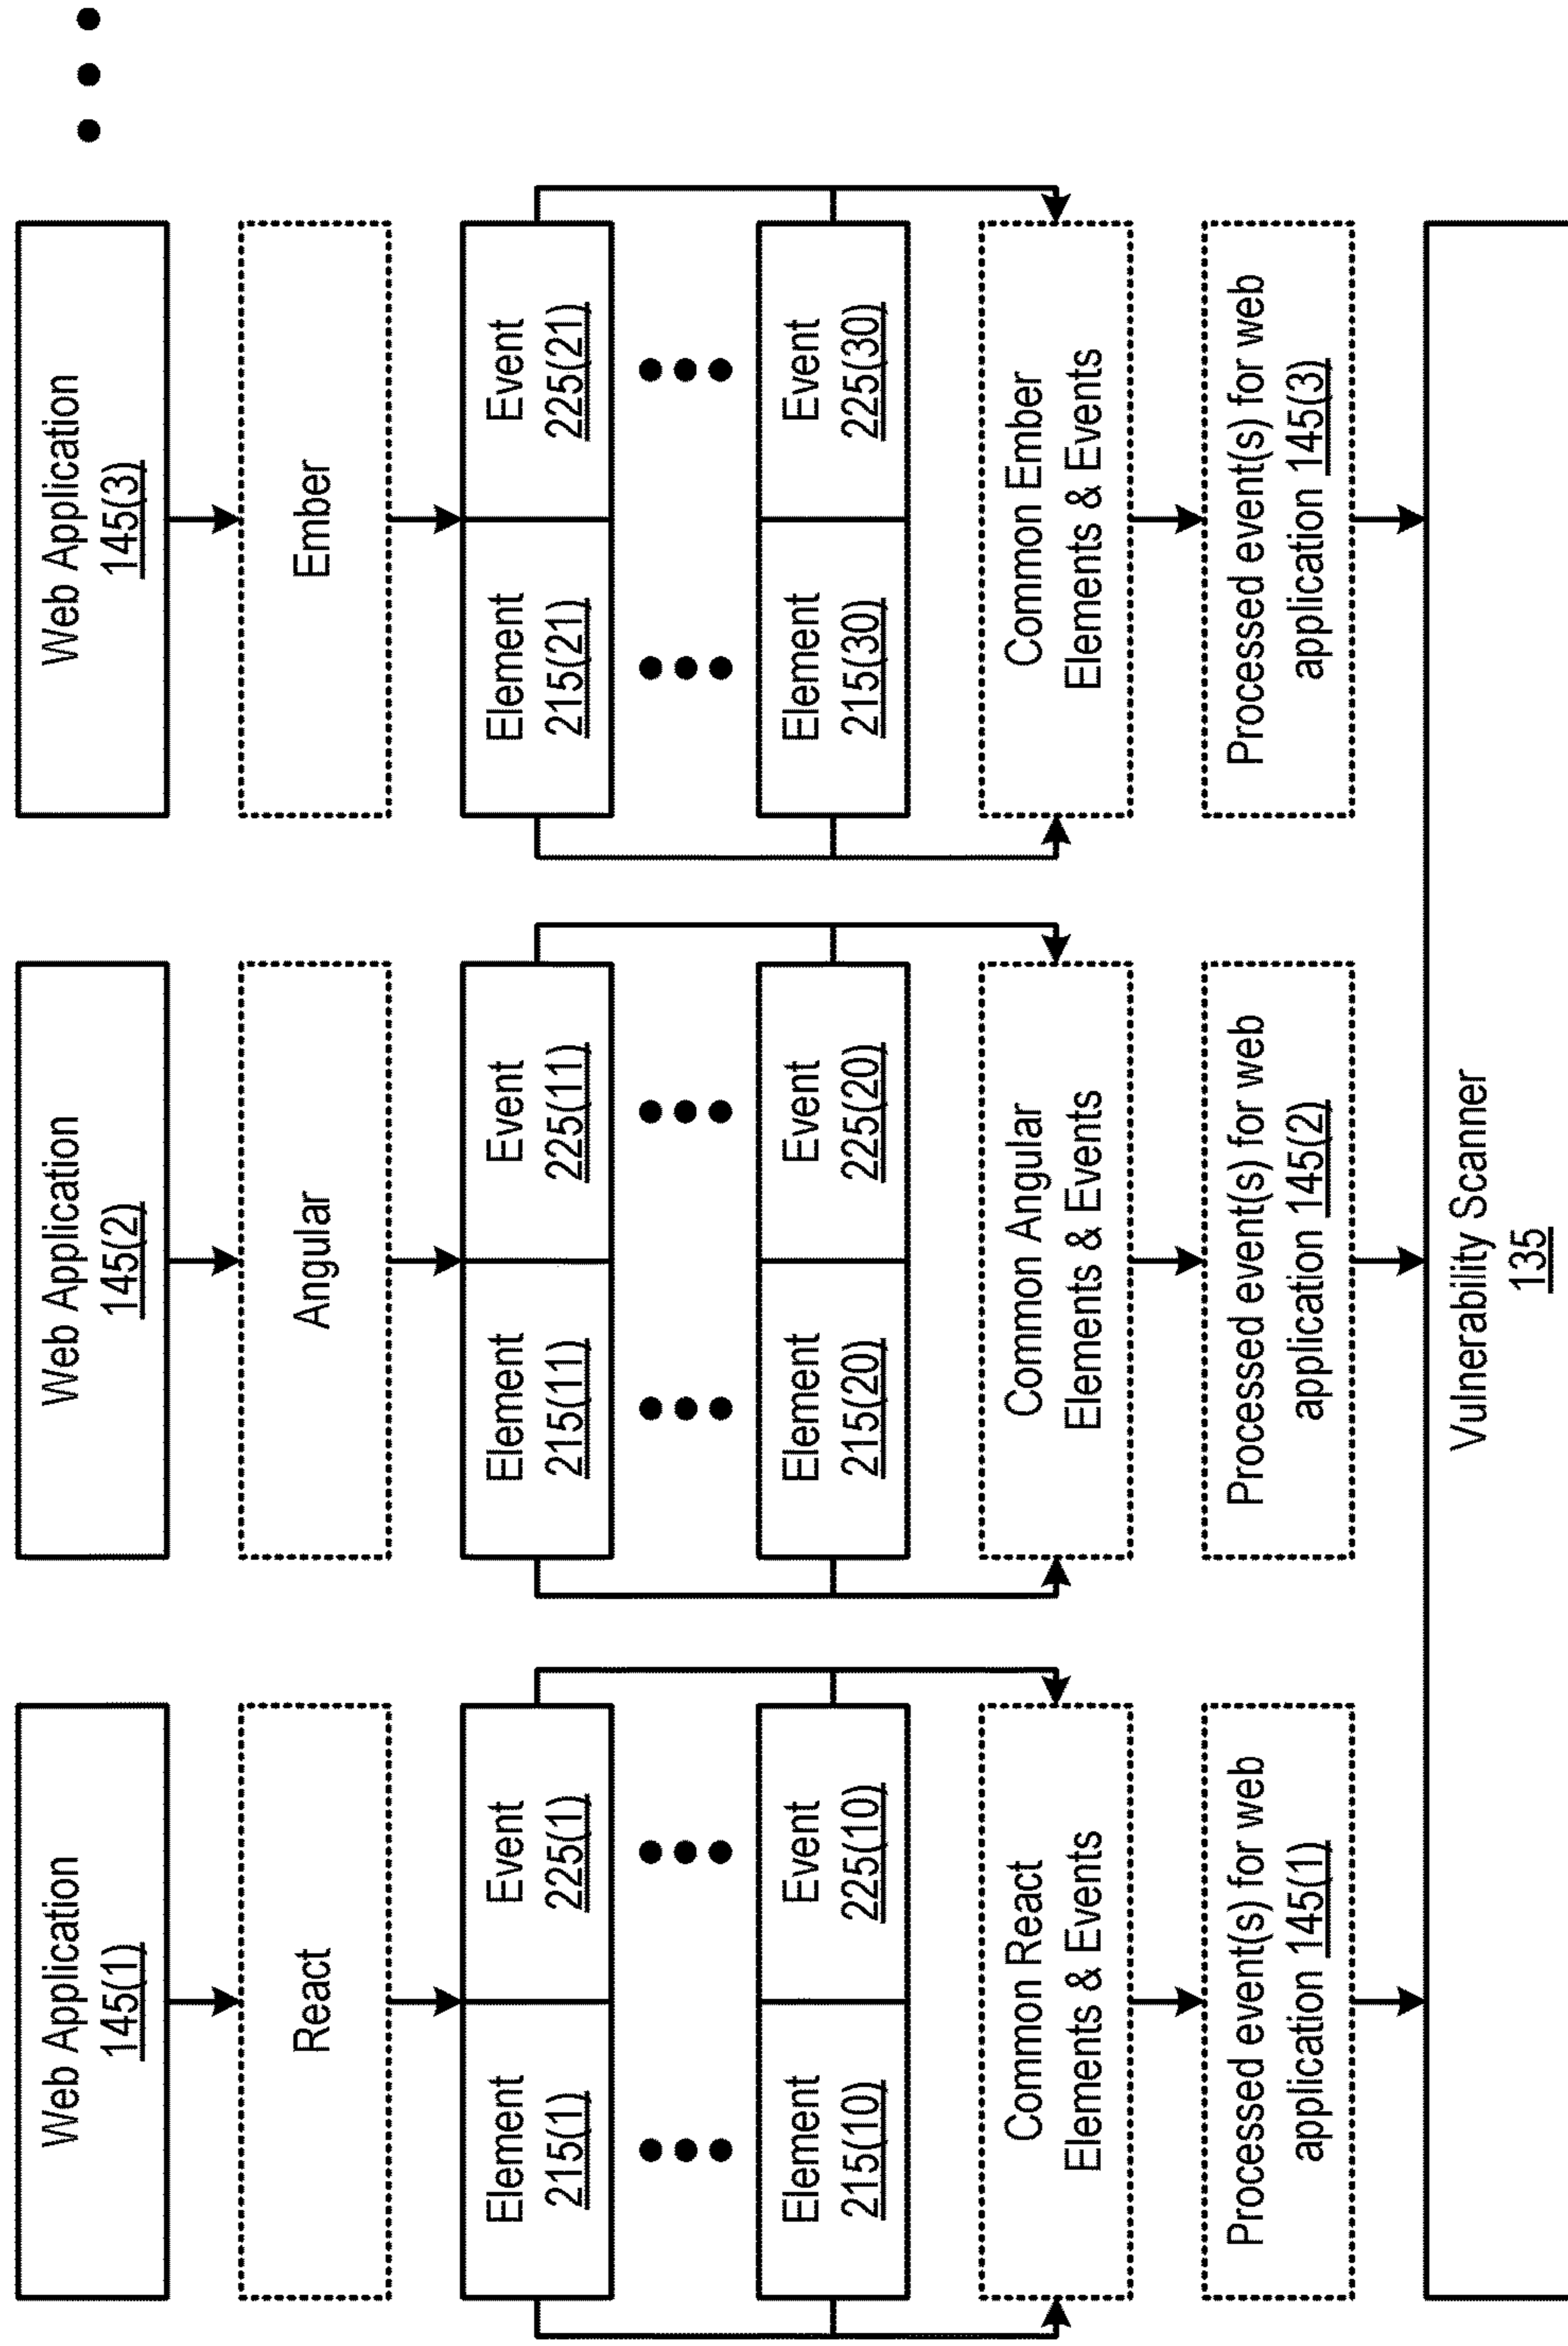 Web Application
145(1)
React
Element
215(1)
Event
225(1)
Element
215(10)
Event
225(10)
Common React
Elements & Events
Processed event(s) for web
application 145(1)
Web Application
145(2)
Angular
Element
215(11)
Event
225(11)
Element
215(20)
Event
225(20)
Common Angular
Elements & Events
Processed event(s) for web
application 145(2)
Web Application
145(3)
Ember
Element
215(21)
Event
225(21)
Element
215(30)
Event
225(30)
Common Ember
Elements & Events
Processed event(s) for web
application 145(3)
Vulnerability Scanner
135